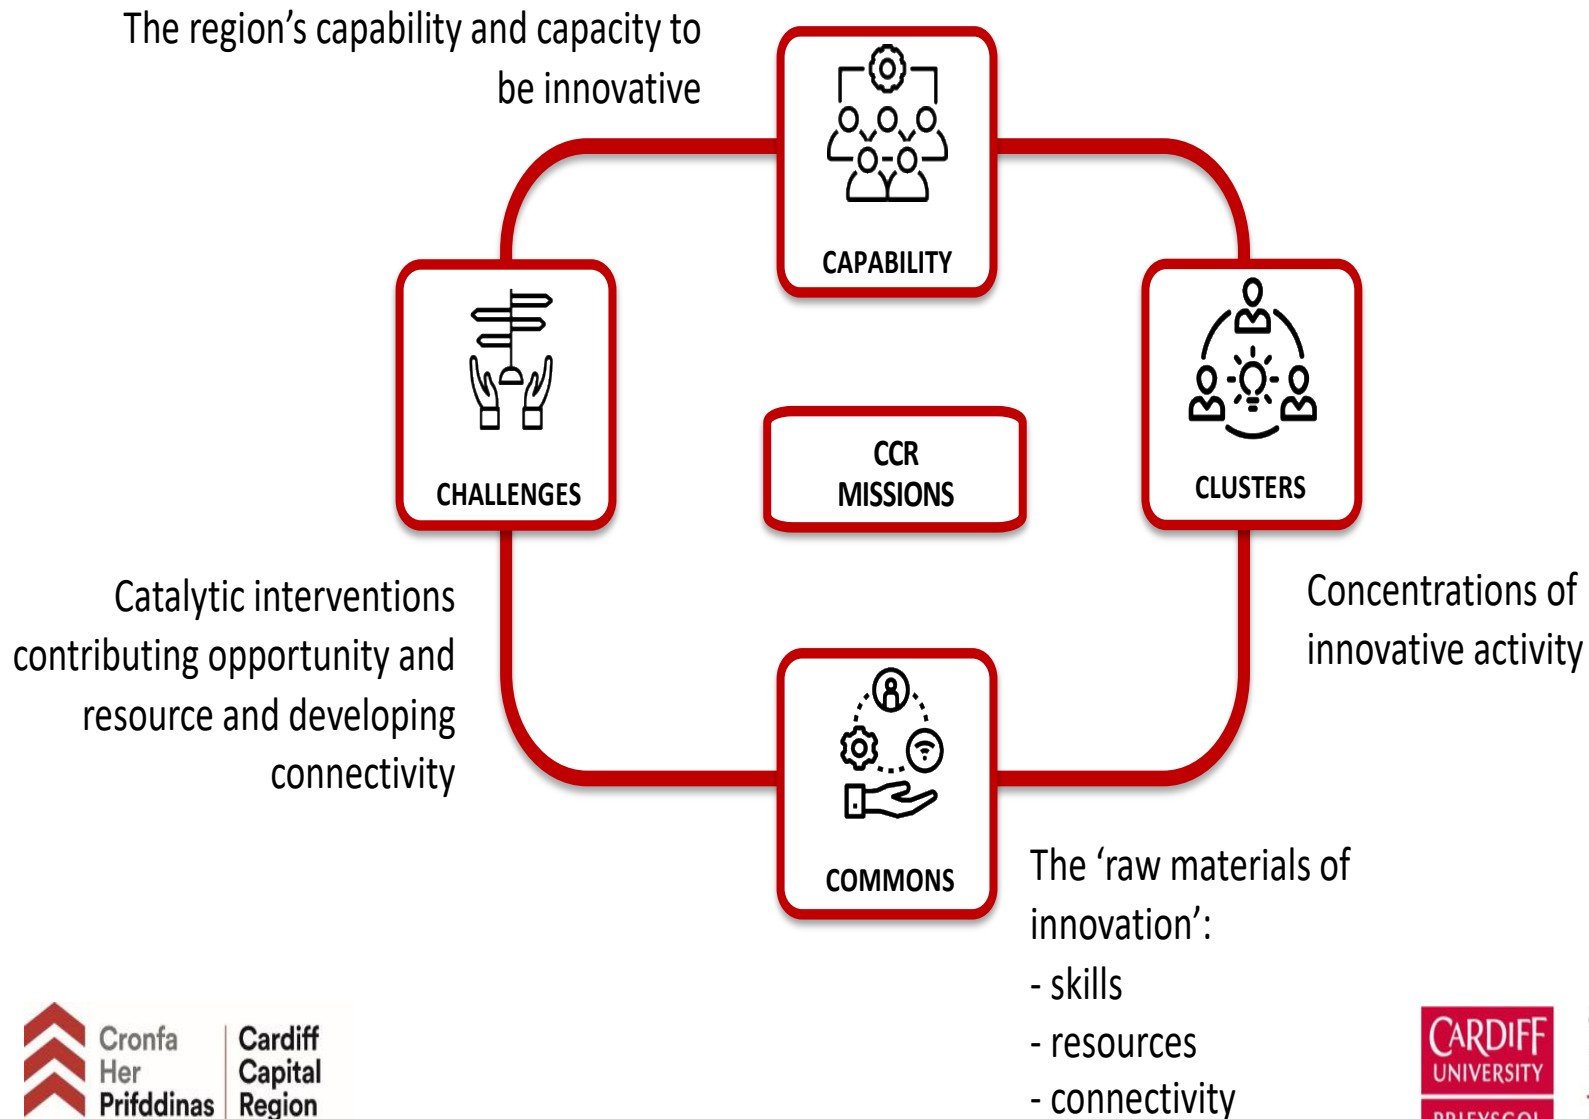 The region’s capability and capacity to
be innovative
CAPABILITY
CHALLENGES
CCR
MISSIONS
CLUSTERS
Catalytic interventions
contributing opportunity and
resource and developing
connectivity
Concentrations of
innovative activity
COMMONS
The ‘raw materials of
innovation’:
- skills
- resources
- connectivity
Cronfa
Her
Prifddinas
Cardiff
Capital
Region
CARDIFF
UNIVERSITY
PRIFYSGOL